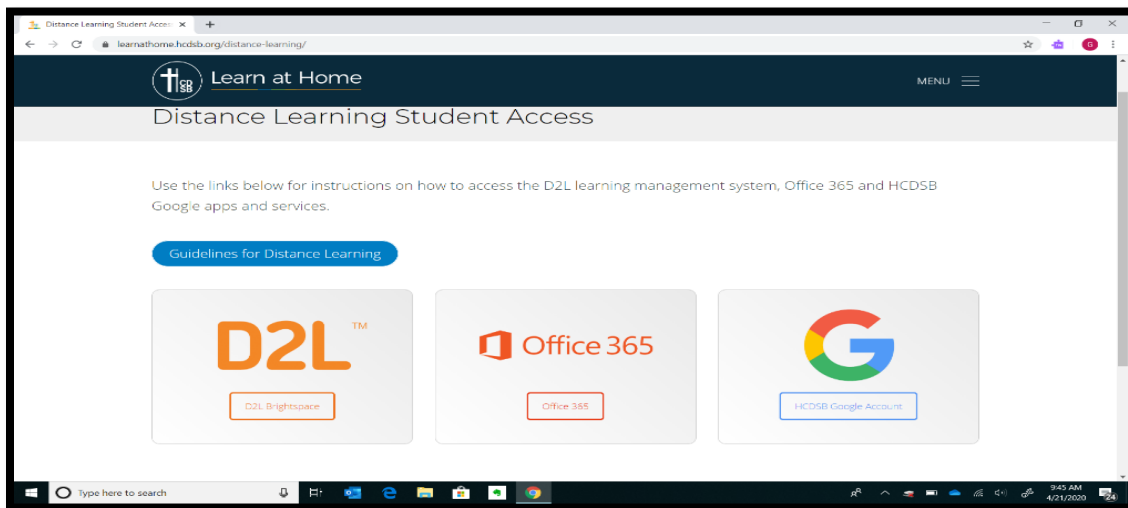 Distance Learning Student Acces
learnathome.hcdsb.org/distance-learning/
G
CDSB
Learn at Home
MENU
Distance Learning Student Access
Use the links below for instructions on how to access the D2L learning management system, Office 365 and HCDSB
Google apps and services.
Guidelines for Distance Learning
D2L TM
Office 365
D2L Brightspace
Office 365
HCDSB Google Account
Type here to search
9:45 AM
4/21/2020
24